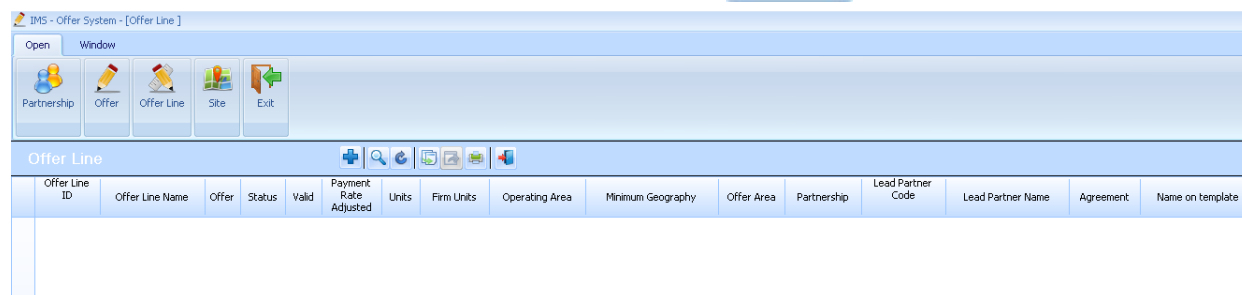 IMS - Offer System - [Offer Line ]
Open Window
Partnership Offer Offer Line Site Exit
Offer Line
Offer Line ID Offer Line Name Offer Status Valid Payment Rate Adjusted Units Firm Units Operating Area Minimum Geography Offer Area Partnership Lead Partner Code Lead Partner Name Agreement Name on template